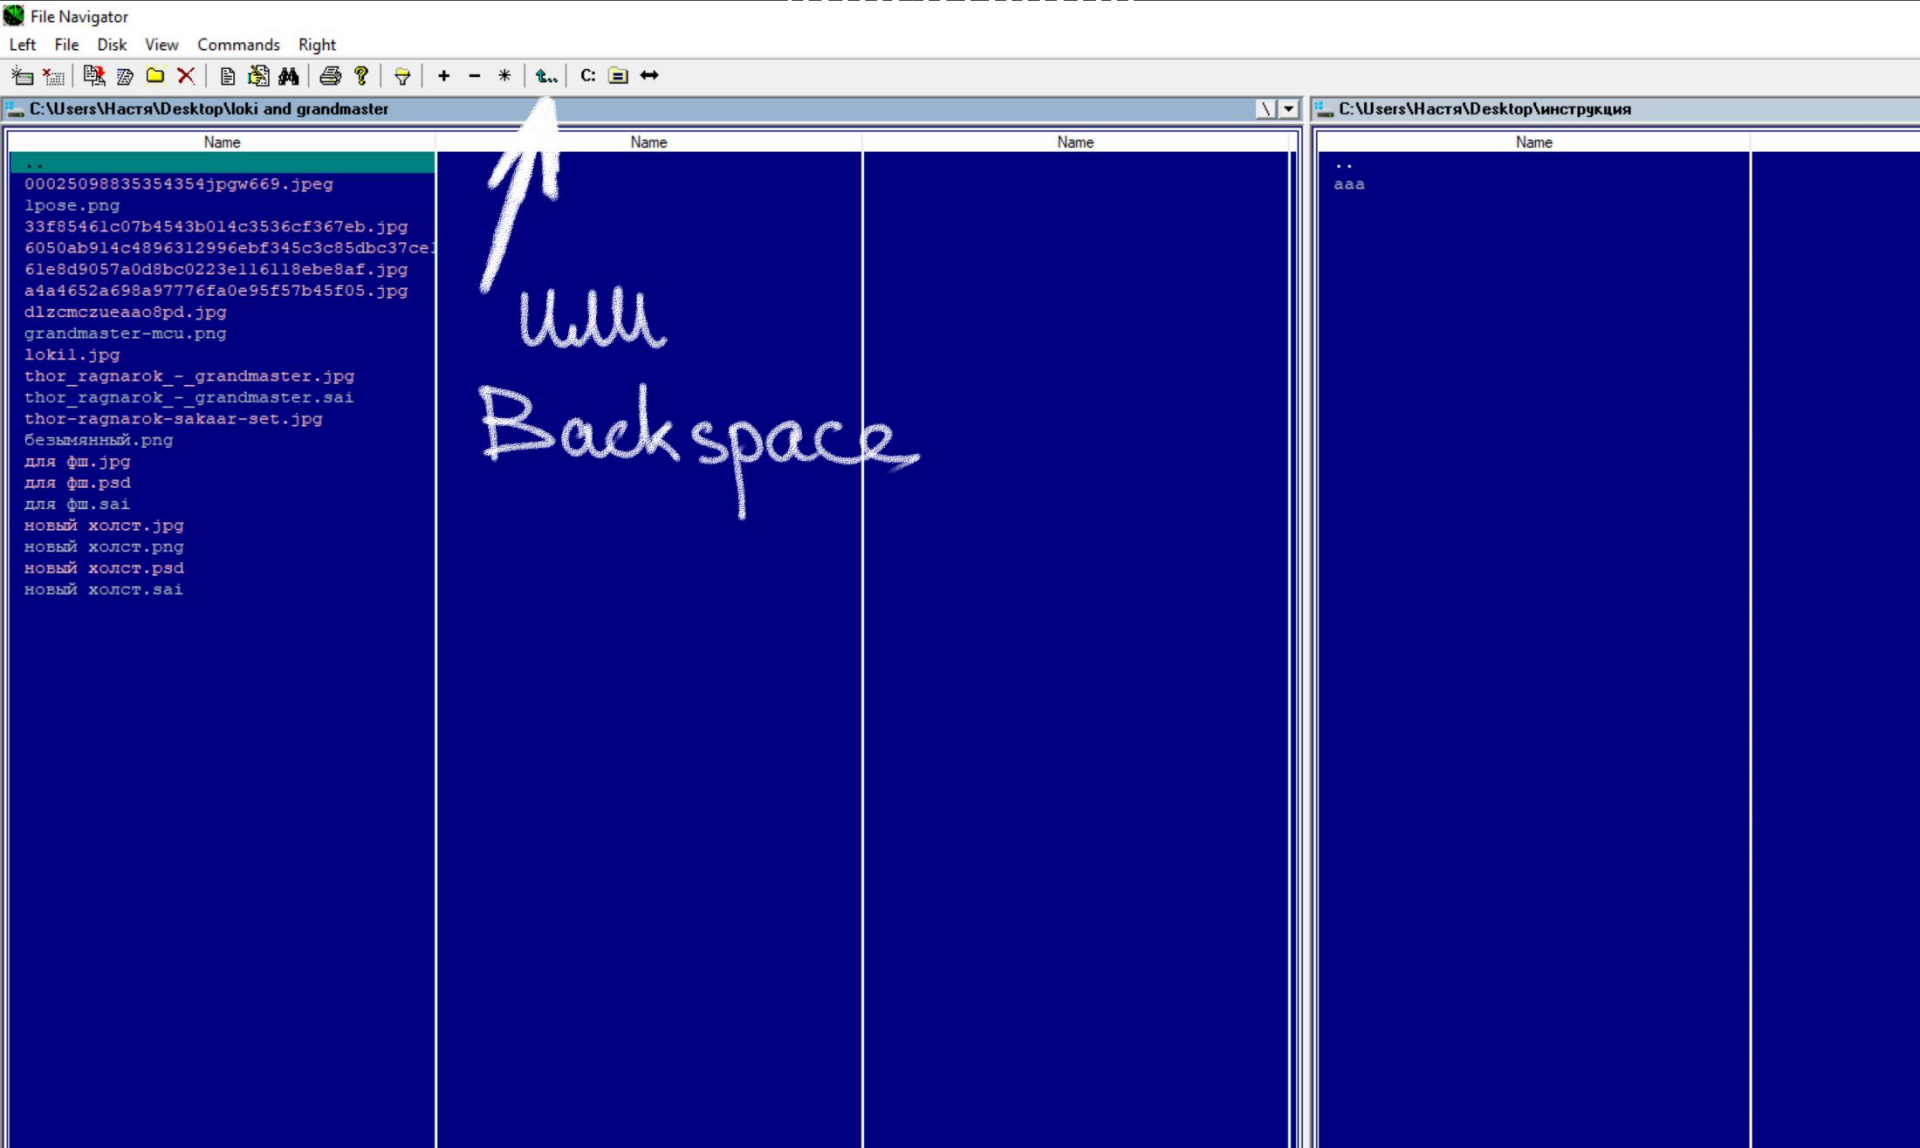 File Navigator
Left File Disk View Commands Right
+ - * C:
C:\Users\Настя\Desktop\loki and grandmaster
\
C:\Users\Настя\Desktop\инструкция
Name Name Name Name
..
00025098835354354jpgw669.jpeg
1pose.png
33f85461c07b4543b014c3536cf367eb.jpg
6050ab914c4896312996ebf345c3c85dbc37ce1
61e8d9057a0d8bc0223e116118ebe8af.jpg
a4a4652a698a97776fa0e95f57b45f05.jpg
dlzcmczueaao8pd.jpg
grandmaster-mcu.png
loki1.jpg
thor_ragnarok_-_grandmaster.jpg
thor_ragnarok_-_grandmaster.sai
thor-ragnarok-sakaar-set.jpg
безымянный.png
для фш.jpg
для фш.psd
для фш.sai
новый холст.jpg
новый холст.png
новый холст.psd
новый холст.sai
или
Backspace
..
aaa